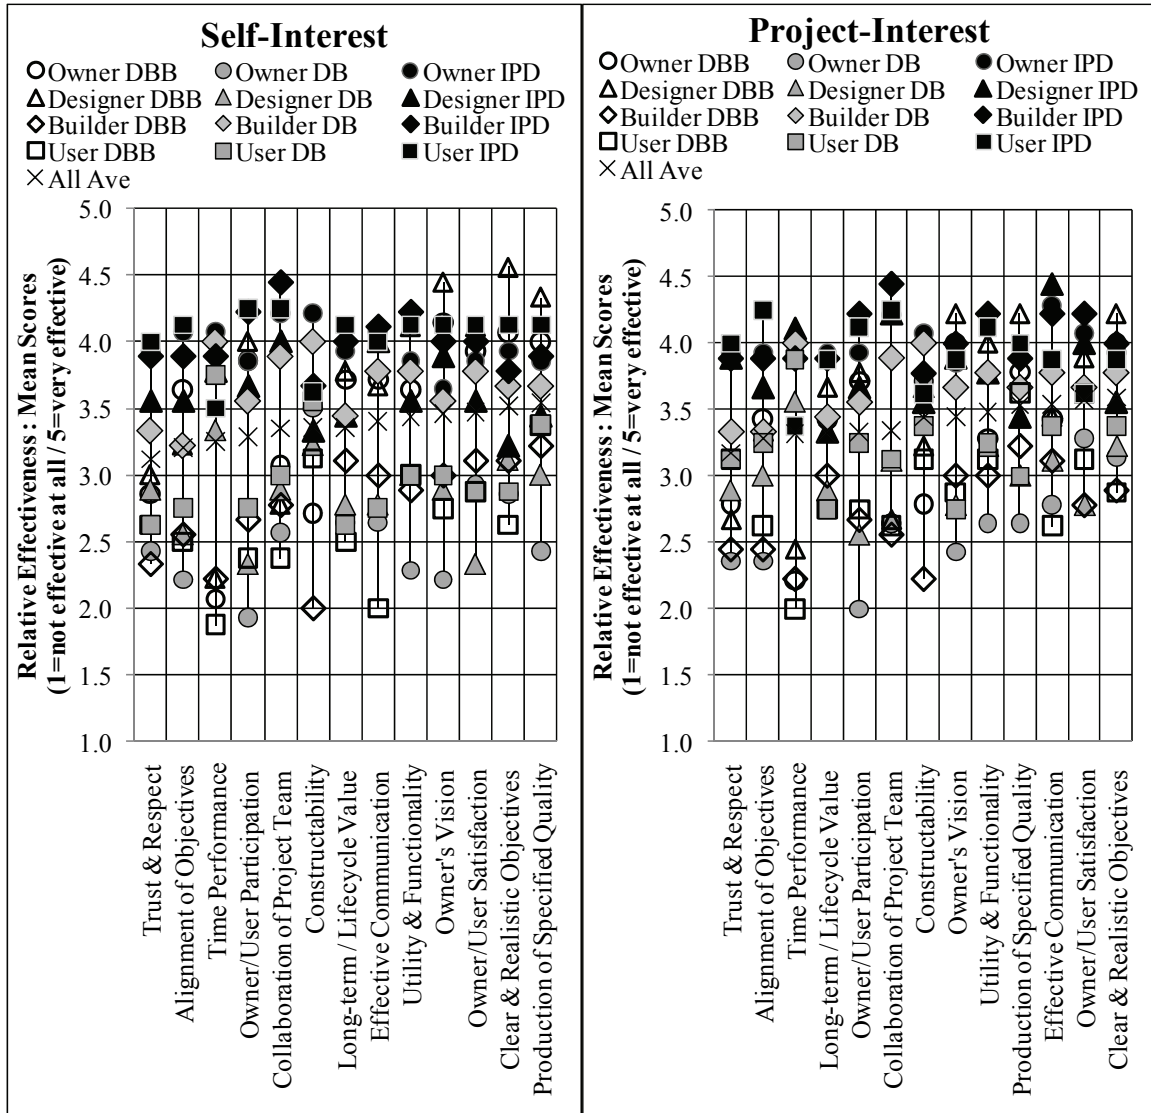 Self-Interest
Owner DBB Owner DB Owner IPD
Designer DBB Designer DB Designer IPD
Builder DBB Builder DB Builder IPD
User DBB User DB User IPD
All Ave
Relative Effectiveness : Mean Scores
(1=not effective at all / 5=very effective)
5.0
4.5
4.0
3.5
3.0
2.5
2.0
1.5
1.0
Trust & Respect
Alignment of Objectives
Time Performance
Owner/User Participation
Collaboration of Project Team
Constructability
Long-term / Lifecycle Value
Effective Communication
Utility & Functionality
Owner's Vision
Owner/User Satisfaction
Clear & Realistic Objectives
Production of Specified Quality
Project-Interest
Owner DBB Owner DB Owner IPD
Designer DBB Designer DB Designer IPD
Builder DBB Builder DB Builder IPD
User DBB User DB User IPD
All Ave
Relative Effectiveness : Mean Scores
(1=not effective at all / 5=very effective)
5.0
4.5
4.0
3.5
3.0
2.5
2.0
1.5
1.0
Trust & Respect
Alignment of Objectives
Time Performance
Long-term / Lifecycle Value
Owner/User Participation
Collaboration of Project Team
Constructability
Owner's Vision
Utility & Functionality
Production of Specified Quality
Effective Communication
Owner/User Satisfaction
Clear & Realistic Objectives